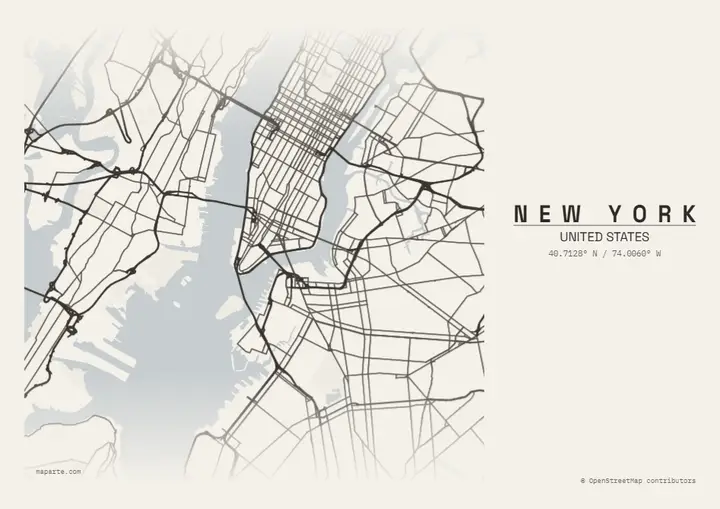 NEW YORK
UNITED STATES
40.7128° N / 74.0060° W
maparte.com
© OpenStreetMap contributors